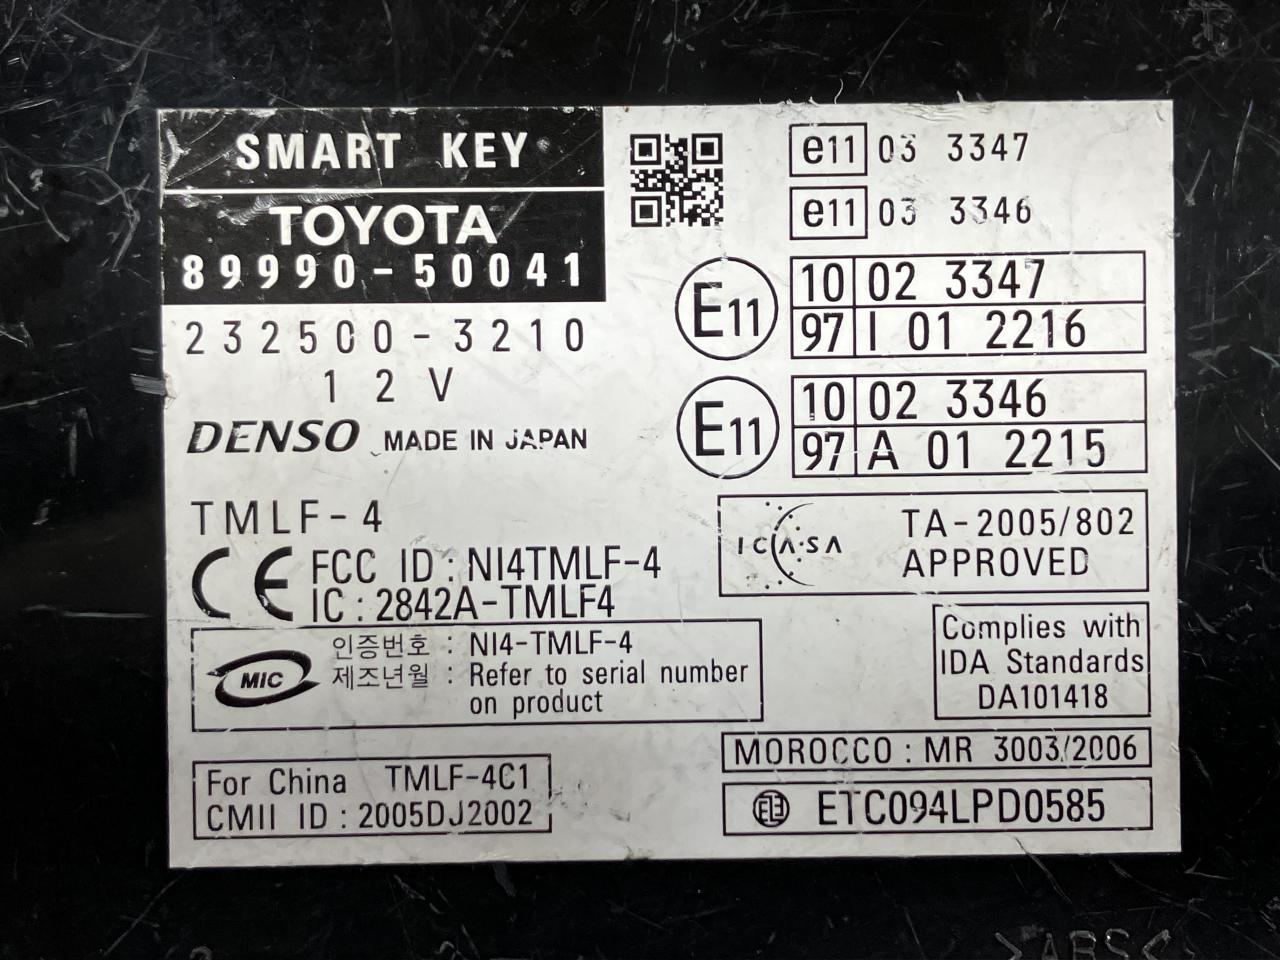 SMART KEY
TOYOTA
89990-50041
232500-3210
12V
DENSO MADE IN JAPAN
TMLF-4
CE FCC ID : NI4TMLF-4
IC : 2842A-TMLF4
MIC
인증번호 : NI4-TMLF-4
제조년월 : Refer to serial number
on product
For China TMLF-4C1
CMII ID : 2005DJ2002
e11 03 3347
e11 03 3346
E11
10 02 3347
97 I 01 2216
E11
10 02 3346
97 A 01 2215
ICASA
TA-2005/802
APPROVED
Complies with
IDA Standards
DA101418
MOROCCO : MR 3003/2006
ETC094LPD0585
>ABS<